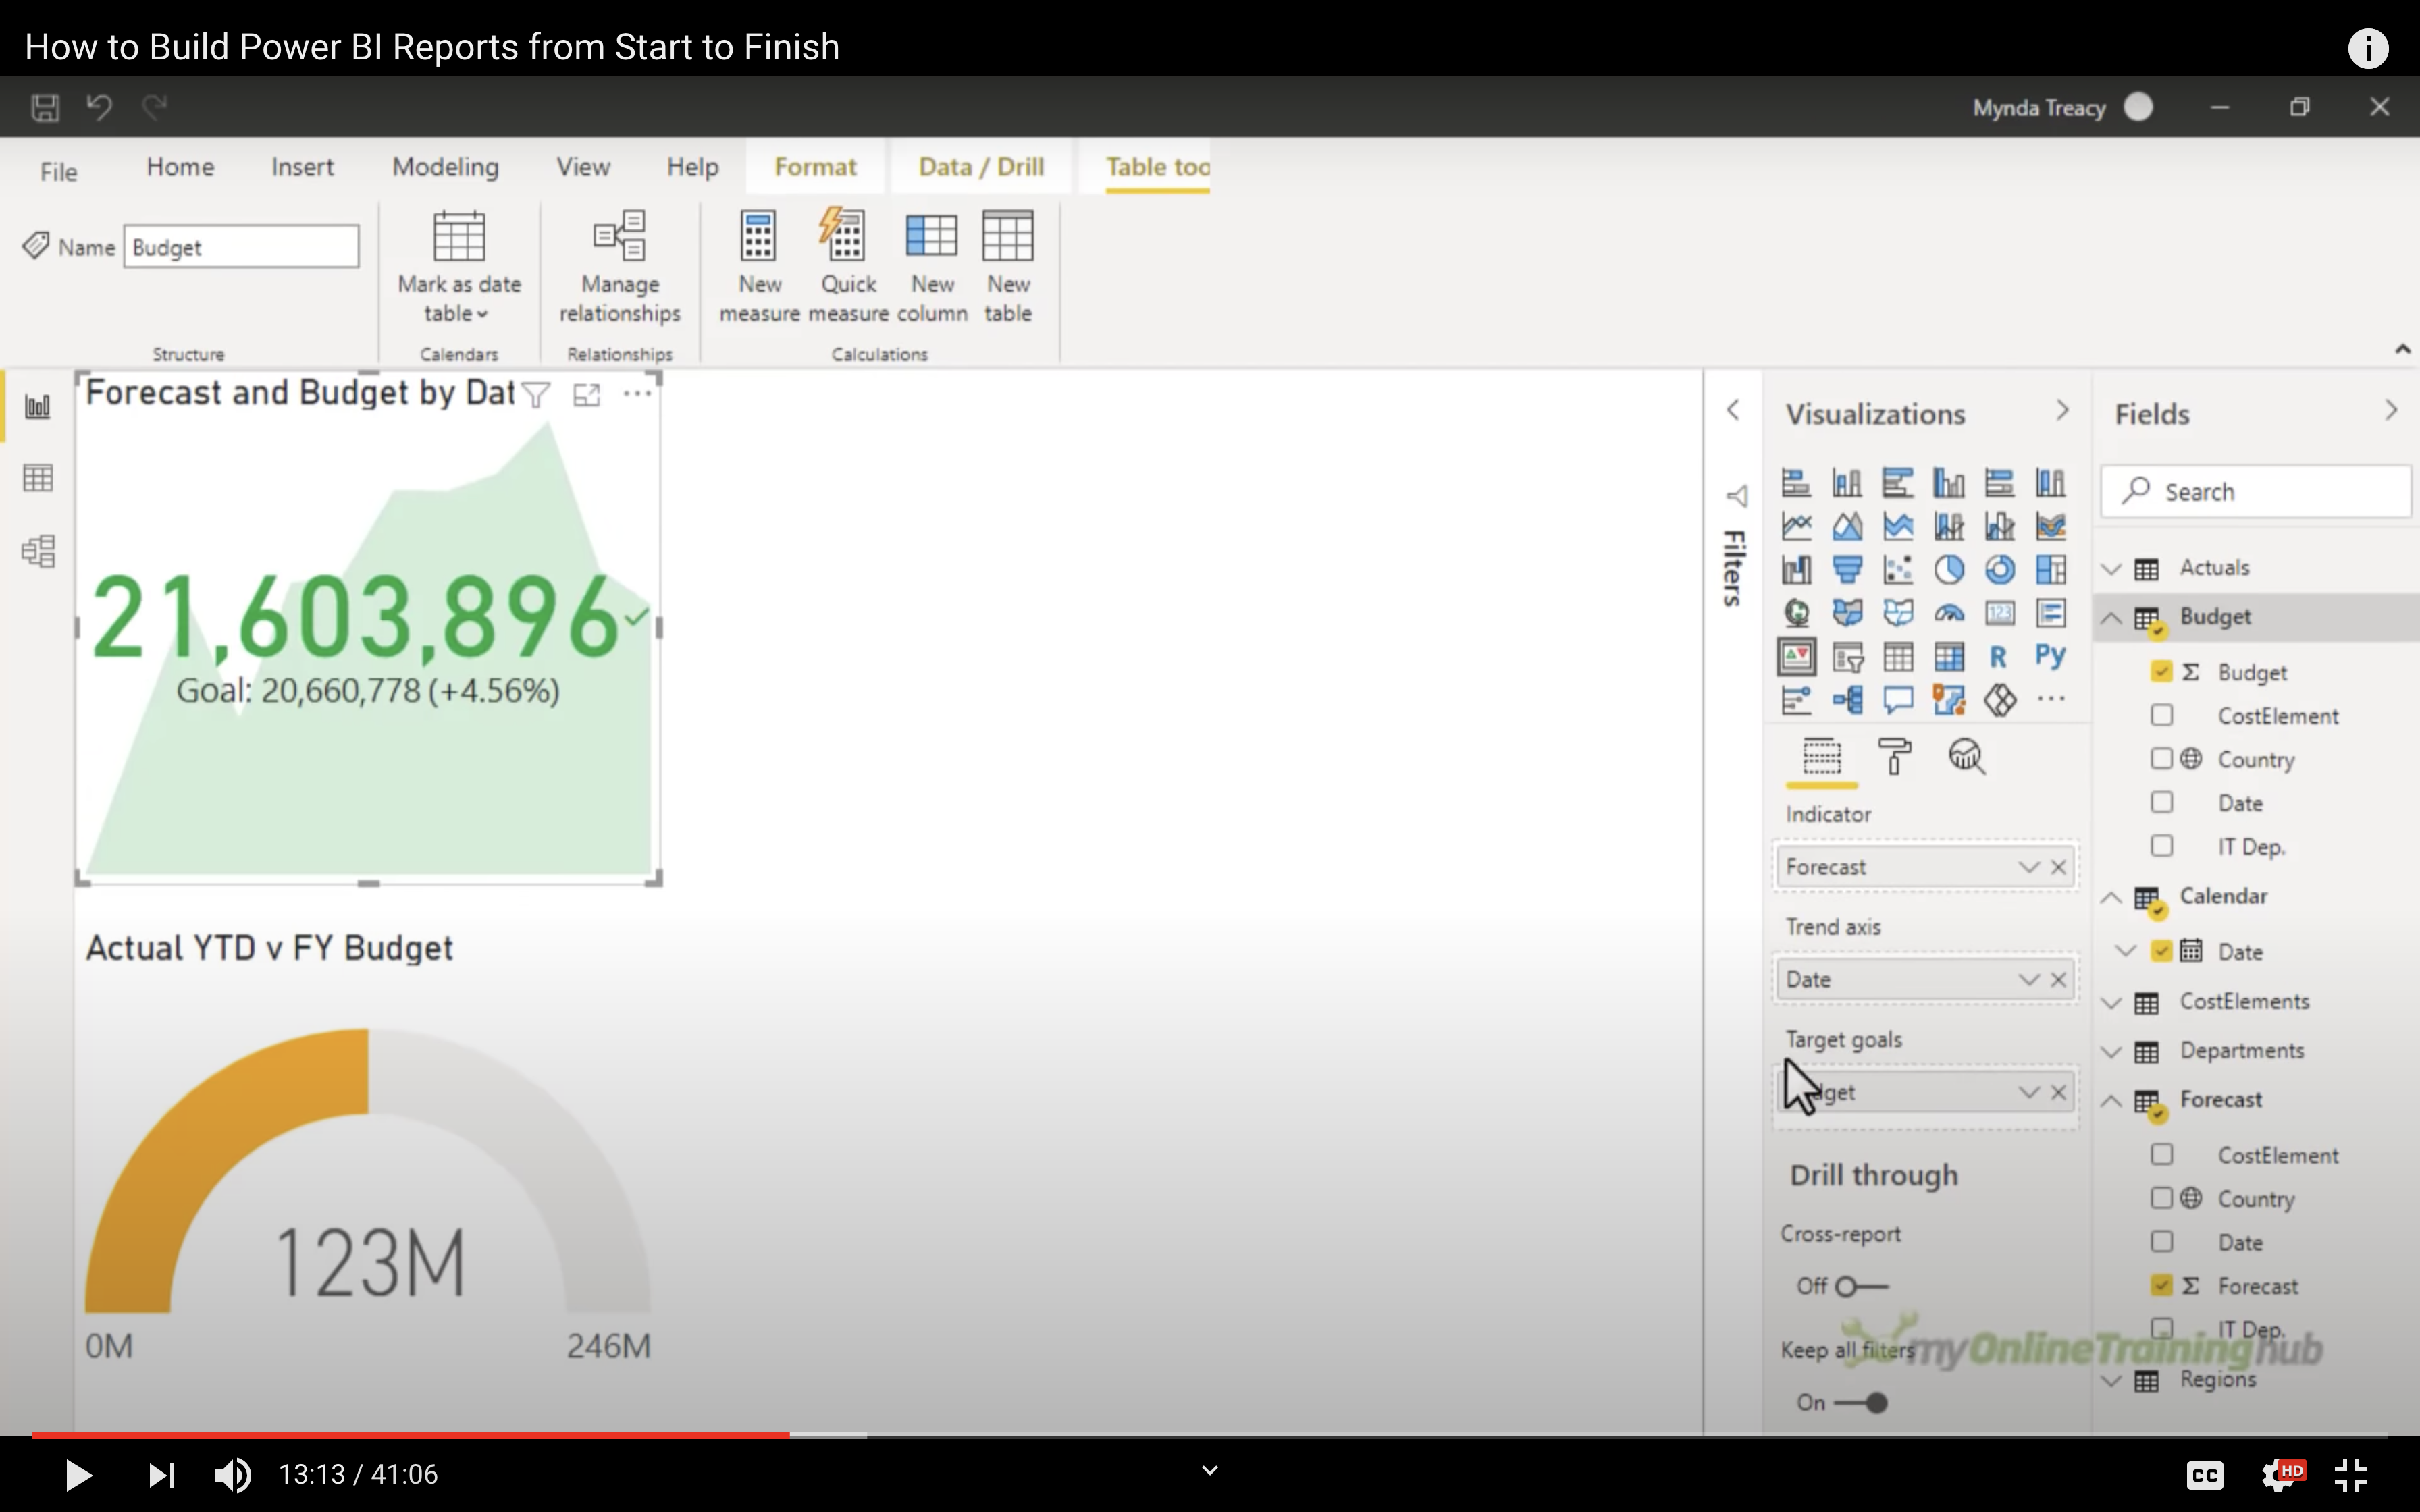 How to Build Power BI Reports from Start to Finish
Mynda Treacy
File Home Insert Modeling View Help Format Data / Drill Table too
Name Budget
Mark as date table
Manage relationships
New measure
Quick measure
New column
New table
Structure Calendars Relationships Calculations
Forecast and Budget by Dat
21,603,896
Goal: 20,660,778 (+4.56%)
Actual YTD v FY Budget
123M
0M 246M
Filters
Visualizations
123
R Py
Indicator
Forecast
Trend axis
Date
Target goals
dget
Drill through
Cross-report
Off
Keep all filters
On
Fields
Search
Actuals
Budget
Σ Budget
CostElement
Country
Date
IT Dep.
Calendar
Date
CostElements
Departments
Forecast
CostElement
Country
Date
Σ Forecast
IT Dep.
Regions
myOnlineTraininghub
13:13 / 41:06
CC
HD